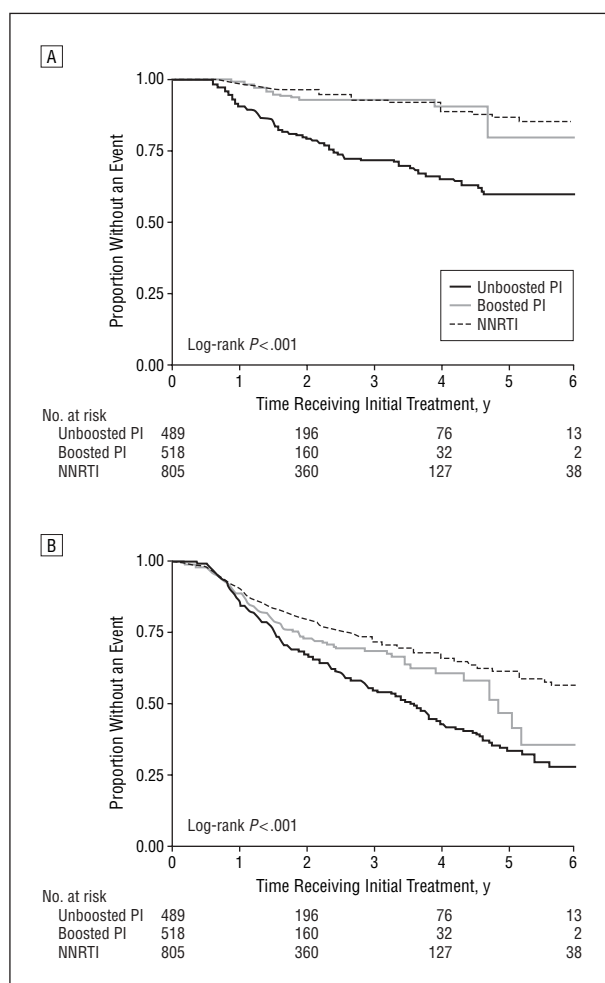 A
1.00
0.75
0.50
0.25
0.00
Proportion Without an Event
Unboosted PI
Boosted PI
NNRTI
Log-rank P<.001
0 1 2 3 4 5 6
Time Receiving Initial Treatment, y
No. at risk
Unboosted PI 489 196 76 13
Boosted PI 518 160 32 2
NNRTI 805 360 127 38
B
1.00
0.75
0.50
0.25
0.00
Proportion Without an Event
Log-rank P<.001
0 1 2 3 4 5 6
Time Receiving Initial Treatment, y
No. at risk
Unboosted PI 489 196 76 13
Boosted PI 518 160 32 2
NNRTI 805 360 127 38